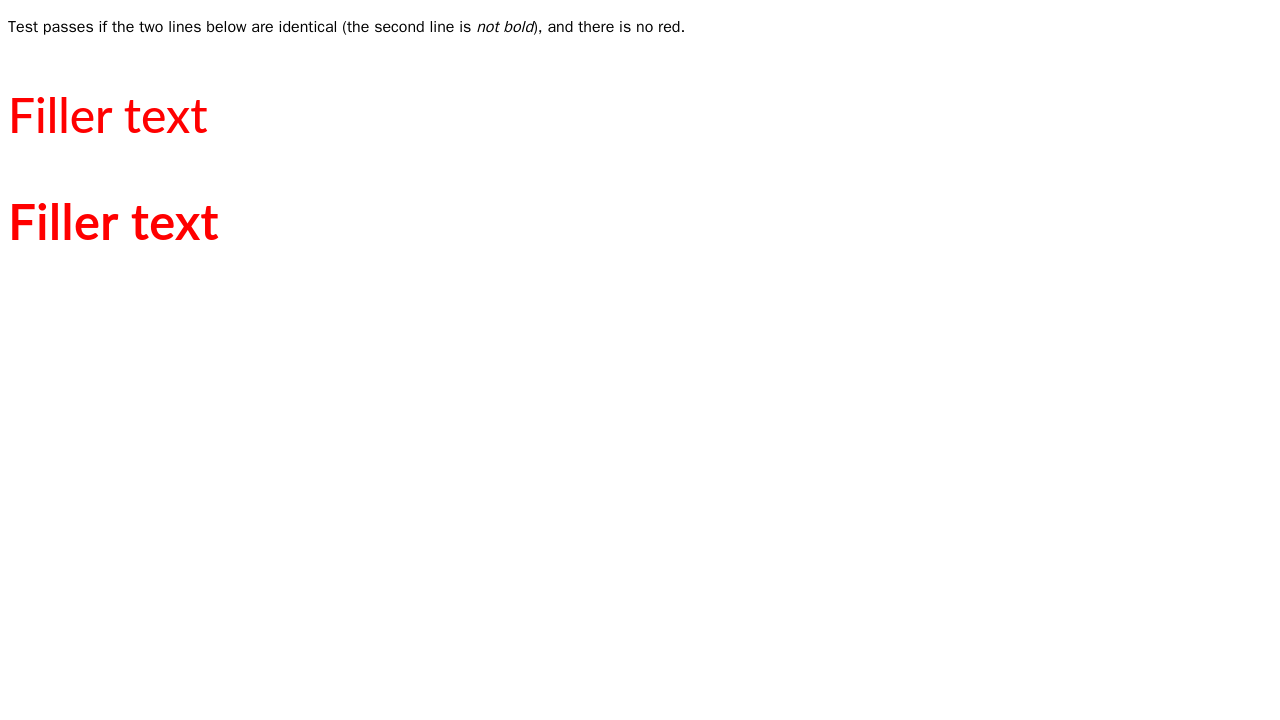 Test passes if the two lines below are identical (the second line is not bold), and there is no red.
Filler text
Filler text